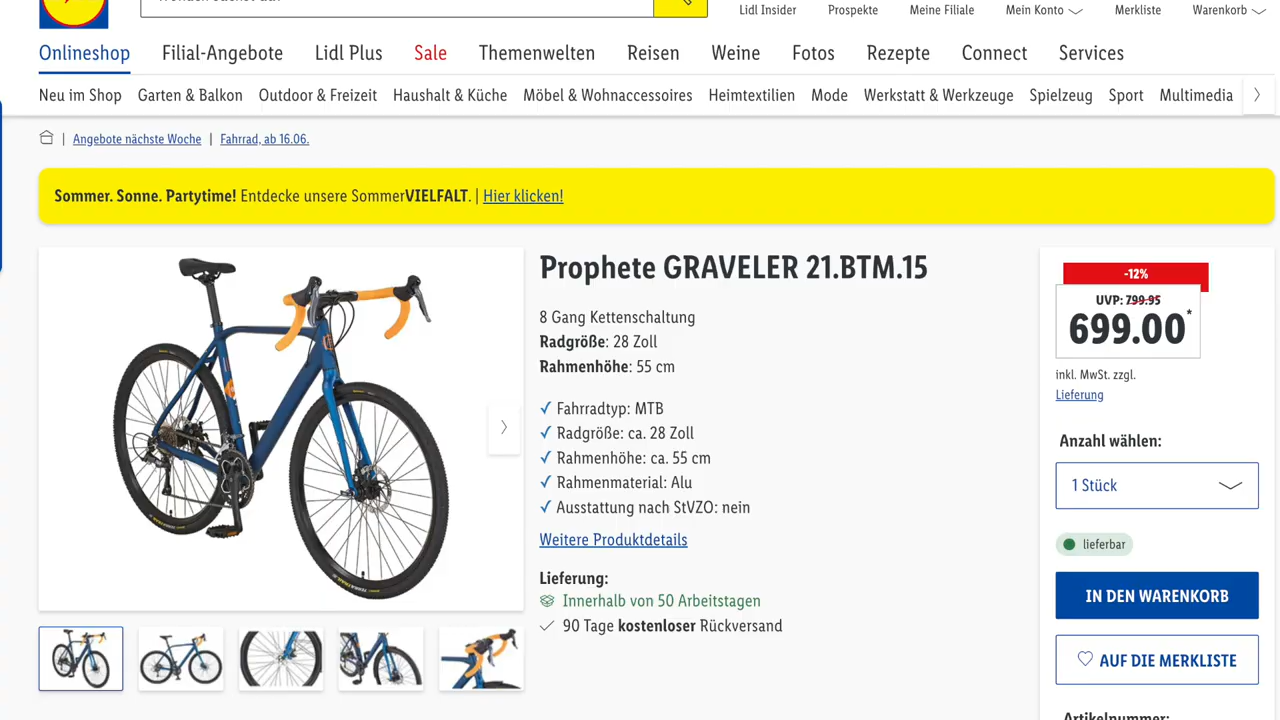 Lidl Insider
Prospekte
Meine Filiale
Mein Konto
Merkliste
Warenkorb
Onlineshop
Filial-Angebote
Lidl Plus
Sale
Themenwelten
Reisen
Weine
Fotos
Rezepte
Connect
Services
Neu im Shop
Garten & Balkon
Outdoor & Freizeit
Haushalt & Küche
Möbel & Wohnaccessoires
Heimtextilien
Mode
Werkstatt & Werkzeuge
Spielzeug
Sport
Multimedia
| Angebote nächste Woche | Fahrrad, ab 16.06.
Sommer. Sonne. Partytime! Entdecke unsere SommerVIELFALT. | Hier klicken!
Prophete GRAVELER 21.BTM.15
8 Gang Kettenschaltung
Radgröße: 28 Zoll
Rahmenhöhe: 55 cm
✓ Fahrradtyp: MTB
✓ Radgröße: ca. 28 Zoll
✓ Rahmenhöhe: ca. 55 cm
✓ Rahmenmaterial: Alu
✓ Ausstattung nach StVZO: nein
Weitere Produktdetails
Lieferung:
Innerhalb von 50 Arbeitstagen
90 Tage kostenloser Rückversand
-12%
UVP: 799.95
699.00*
inkl. MwSt. zzgl.
Lieferung
Anzahl wählen:
1 Stück
lieferbar
IN DEN WARENKORB
AUF DIE MERKLISTE
Artikelnummer: